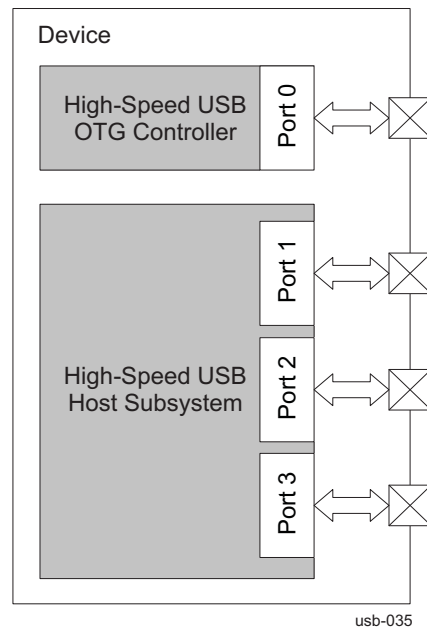 Device
High-Speed USB
OTG Controller
Port 0
High-Speed USB
Host Subsystem
Port 1
Port 2
Port 3
usb-035